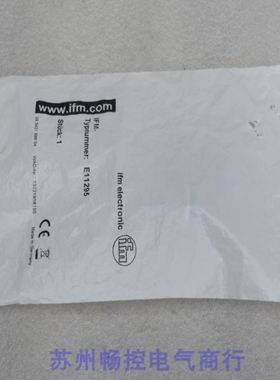 www.ifm.com
IFM-
Typnummer: E11295
Stück: 1
ifm electronic
ifm
CE
Made in Germany
苏州畅控电气商行